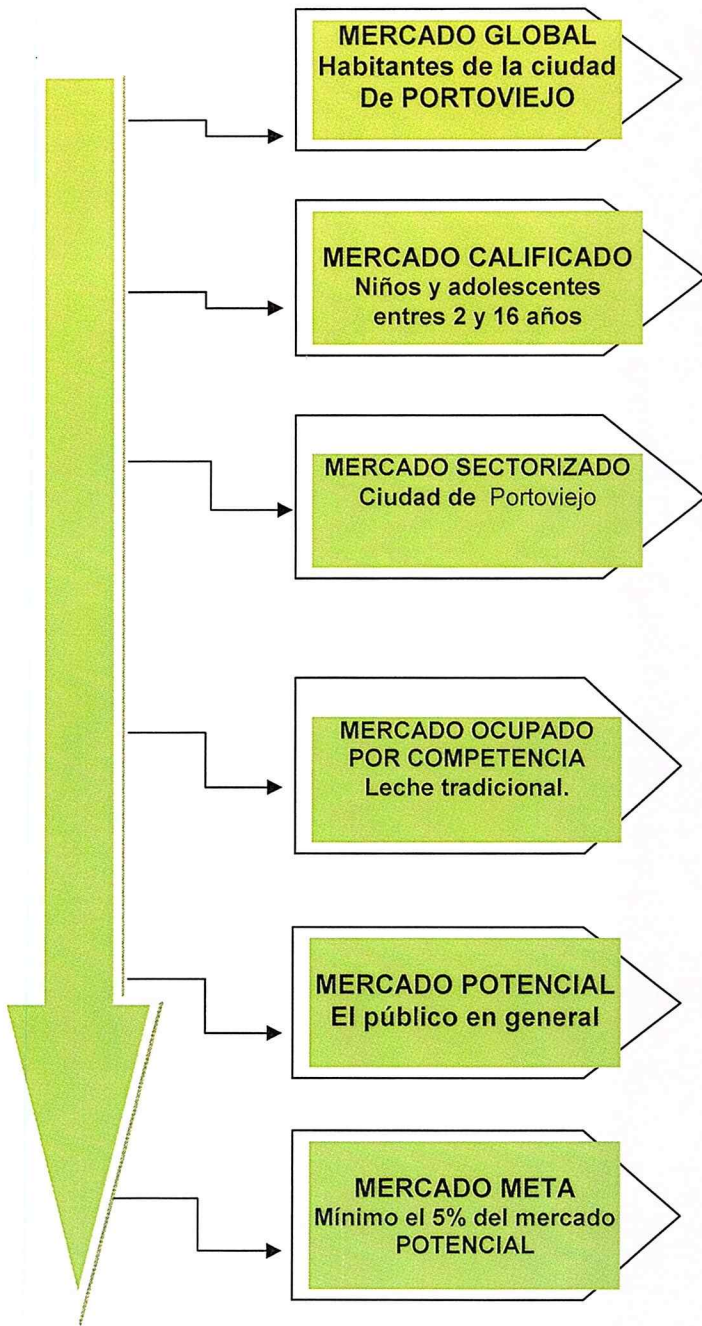 MERCADO GLOBAL
Habitantes de la ciudad
De PORTOVIEJO
MERCADO CALIFICADO
Niños y adolescentes
entres 2 y 16 años
MERCADO SECTORIZADO
Ciudad de Portoviejo
MERCADO OCUPADO
POR COMPETENCIA
Leche tradicional.
MERCADO POTENCIAL
El público en general
MERCADO META
Mínimo el 5% del mercado
POTENCIAL